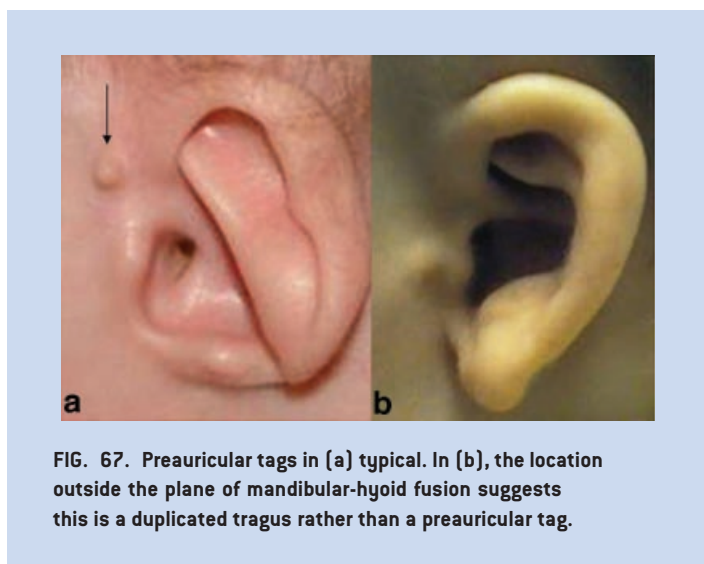 a
b
FIG. 67. Preauricular tags in (a) typical. In (b), the location
outside the plane of mandibular-hyoid fusion suggests
this is a duplicated tragus rather than a preauricular tag.